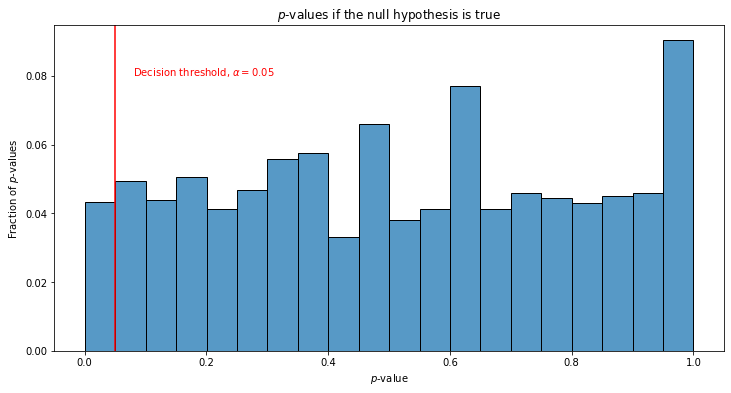 p-values if the null hypothesis is true
Decision threshold, α = 0.05
Fraction of p-values
0.08
0.06
0.04
0.02
0.00
0.0
0.2
0.4
0.6
0.8
1.0
p-value